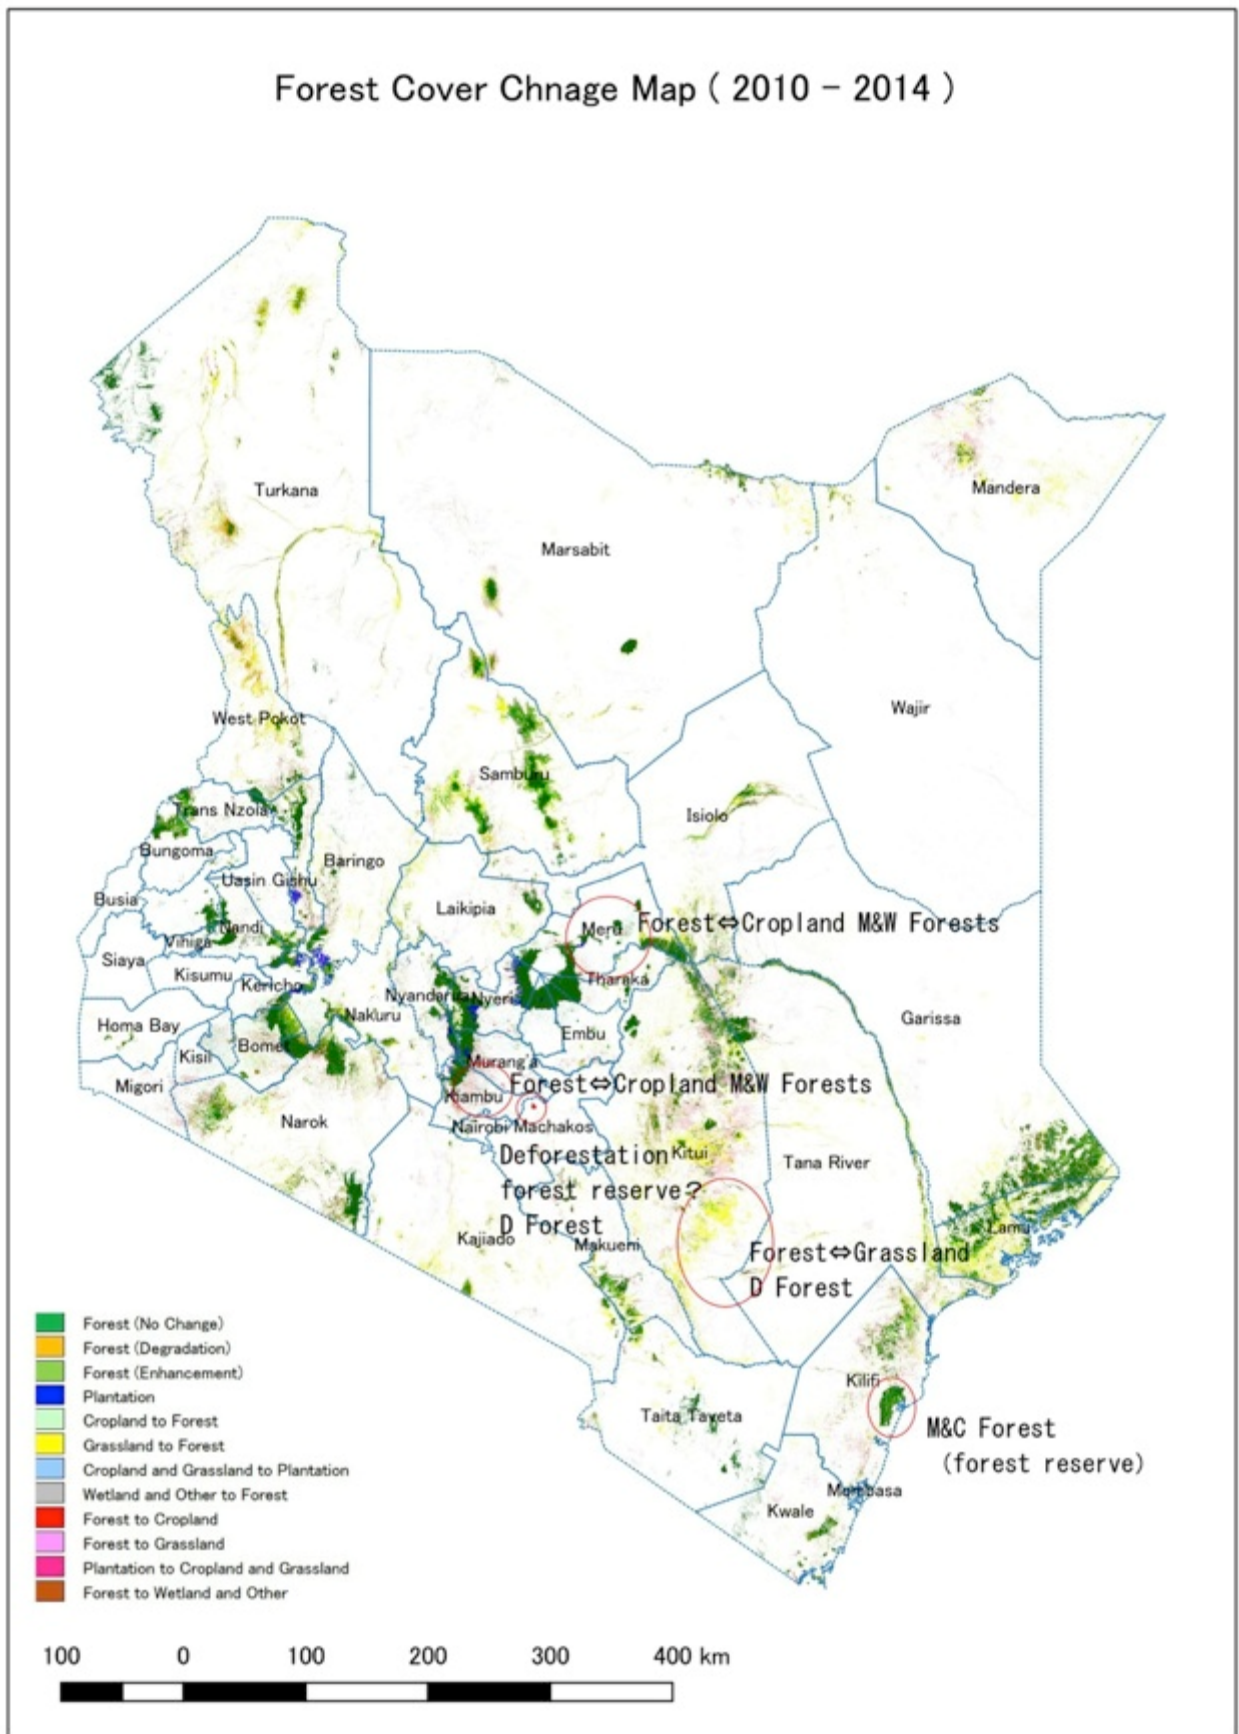 Forest Cover Chnage Map ( 2010 - 2014 )
Turkana
Mandera
Marsabit
Wajir
West Pokot
Samburu
Trans Nzoia
Isiolo
Bungoma
Baringo
Uasin Gishu
Busia
Laikipia
Meru
Forest⇔Cropland M&W Forests
Nandi
Vihiga
Siaya
Kisumu
Kericho
Tharaka
Nyandarua
Nyeri
Nakuru
Garissa
Homa Bay
Embu
Kisii
Bomet
Murang'a
Migori
Kiambu
Forest⇔Cropland M&W Forests
Narok
Nairobi
Machakos
Deforestation
forest reserve?
D Forest
Kitui
Tana River
Lamu
Kajiado
Makueni
Forest⇔Grassland
D Forest
Kilifi
Taita Taveta
M&C Forest
(forest reserve)
Mombasa
Kwale
Forest (No Change)
Forest (Degradation)
Forest (Enhancement)
Plantation
Cropland to Forest
Grassland to Forest
Cropland and Grassland to Plantation
Wetland and Other to Forest
Forest to Cropland
Forest to Grassland
Plantation to Cropland and Grassland
Forest to Wetland and Other
100 0 100 200 300 400 km